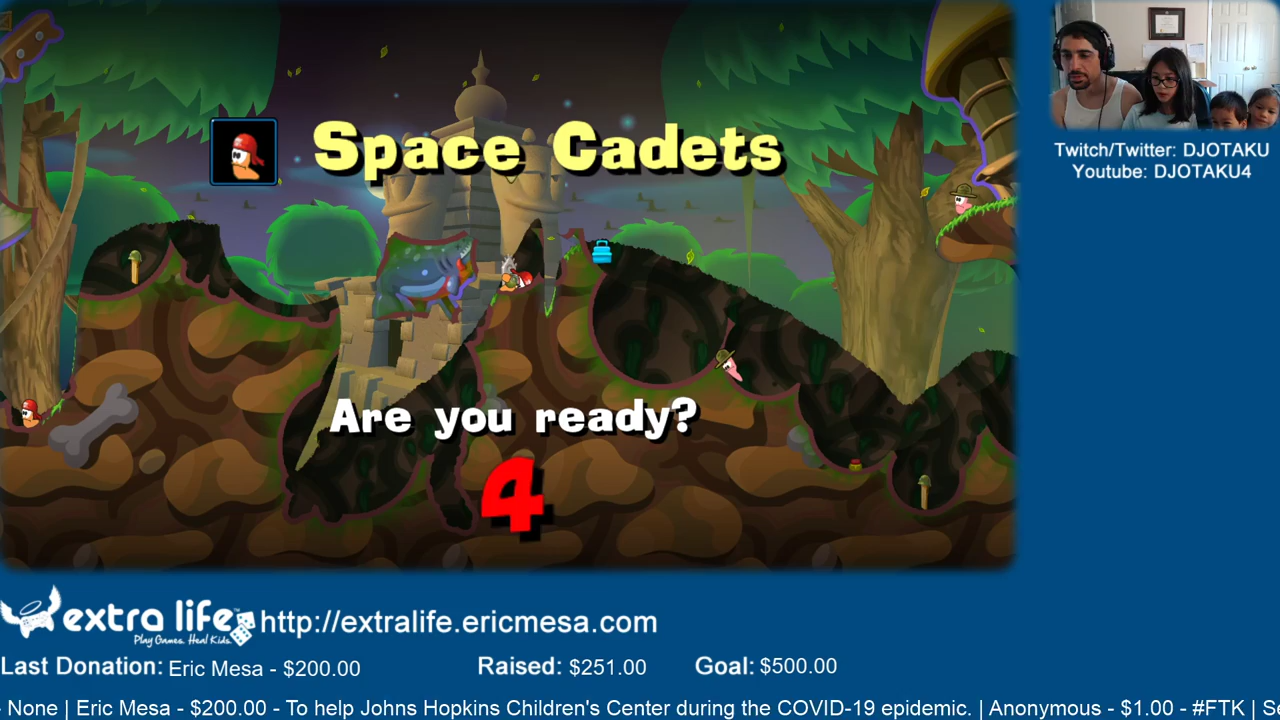 Space Cadets
Twitch/Twitter: DJOTAKU
Youtube: DJOTAKU4
Are you ready?
4
extra life
Play Games. Heal Kids.
http://extralife.ericmesa.com
Last Donation: Eric Mesa - $200.00 Raised: $251.00 Goal: $500.00
- None | Eric Mesa - $200.00 - To help Johns Hopkins Children's Center during the COVID-19 epidemic. | Anonymous - $1.00 - #FTK | Se